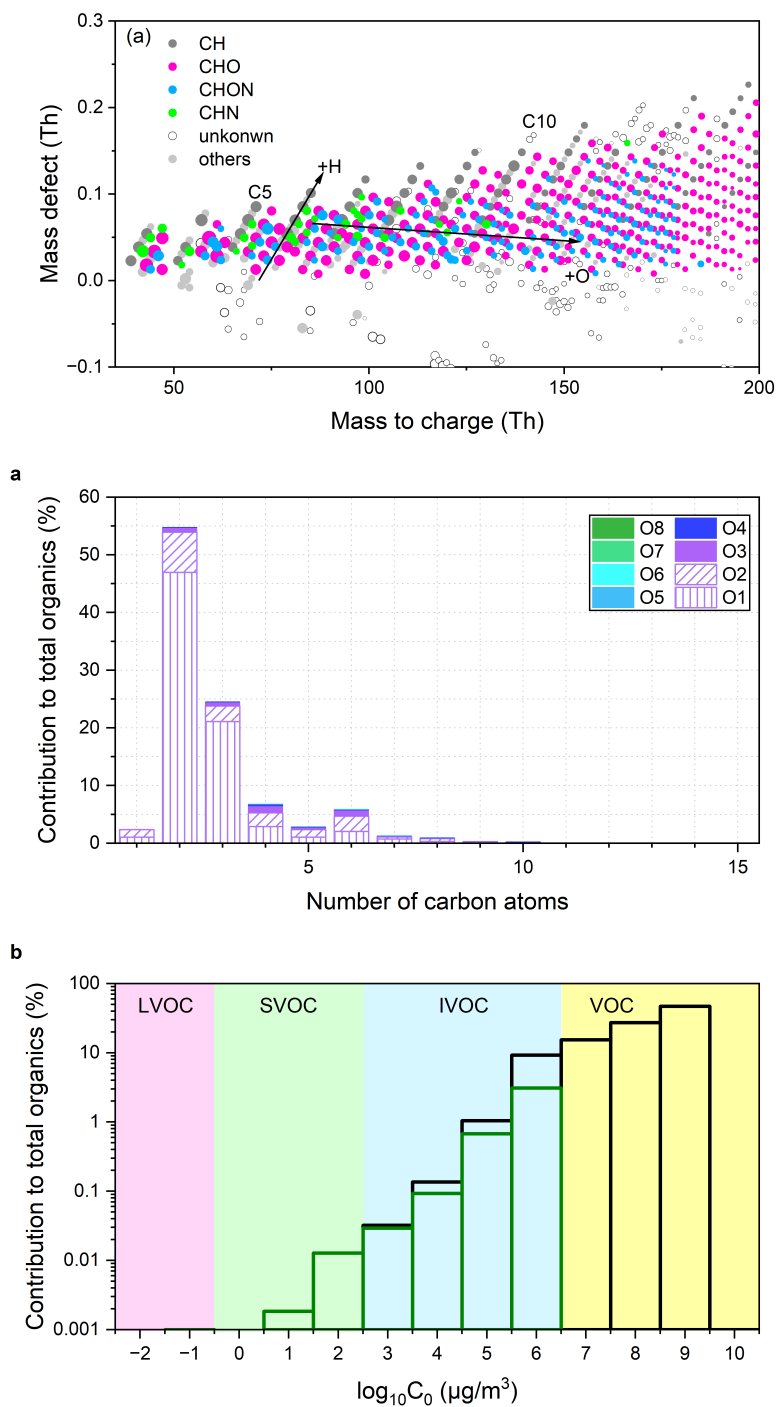 (a)
CH
CHO
CHON
CHN
unkonwn
others
C5
+H
C10
+O
0.3
0.2
0.1
0.0
−0.1
Mass defect (Th)
50
100
150
200
Mass to charge (Th)
a
60
50
40
30
20
10
0
Contribution to total organics (%)
O8
O4
O7
O3
O6
O2
O5
O1
5
10
15
Number of carbon atoms
b
100
10
1
0.1
0.01
0.001
Contribution to total organics (%)
LVOC
SVOC
IVOC
VOC
−2 −1 0 1 2 3 4 5 6 7 8 9 10
log₁₀C₀ (μg/m³)